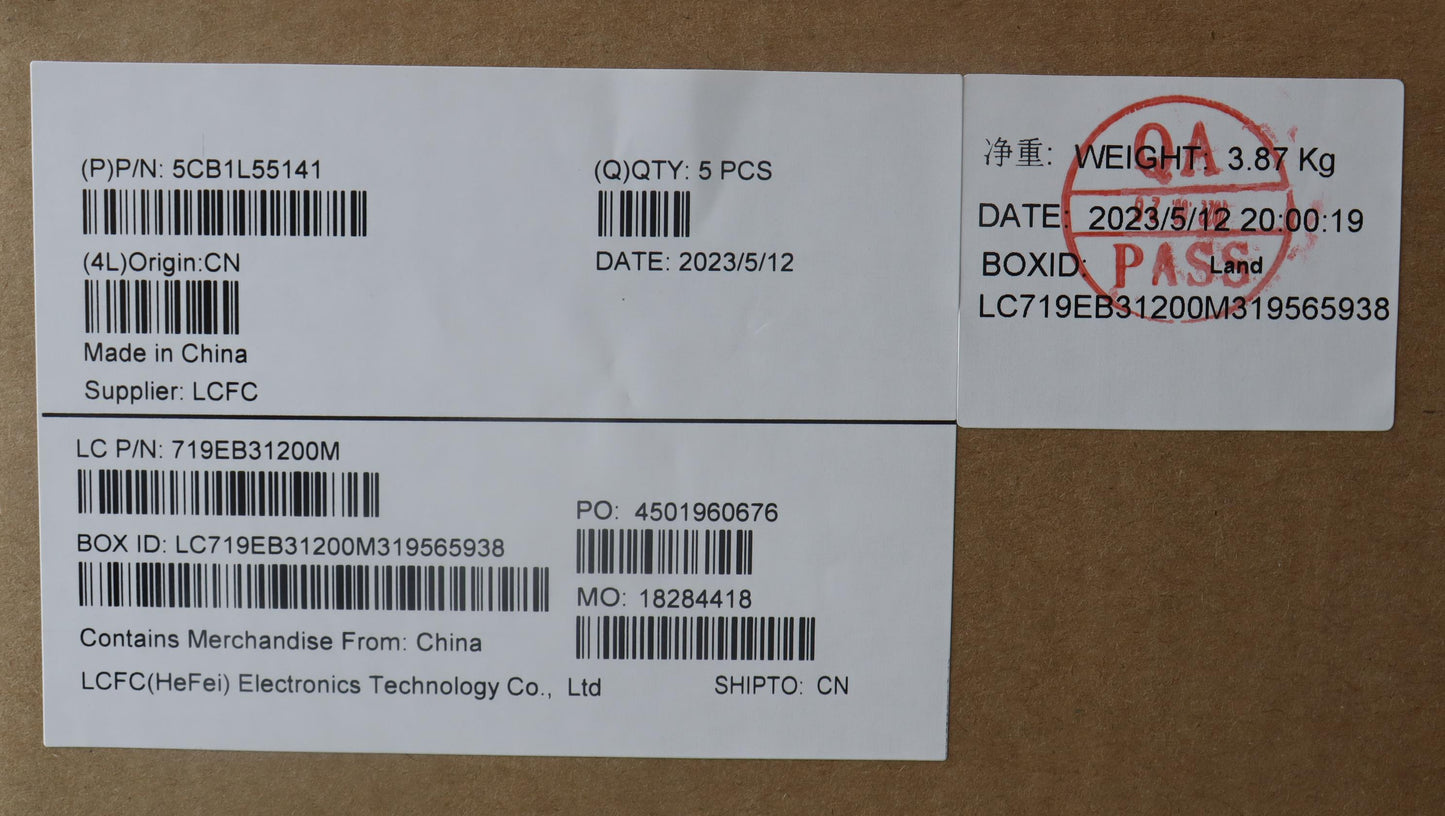 (P)P/N: 5CB1L55141
(Q)QTY: 5 PCS
(4L)Origin:CN
DATE: 2023/5/12
Made in China
Supplier: LCFC
LC P/N: 719EB31200M
PO: 4501960676
BOX ID: LC719EB31200M319565938
MO: 18284418
Contains Merchandise From: China
LCFC(HeFei) Electronics Technology Co., Ltd
SHIPTO: CN
净重: WEIGHT: 3.87 Kg
DATE: 2023/5/12 20:00:19
BOXID: Land
LC719EB31200M319565938
QA
PASS